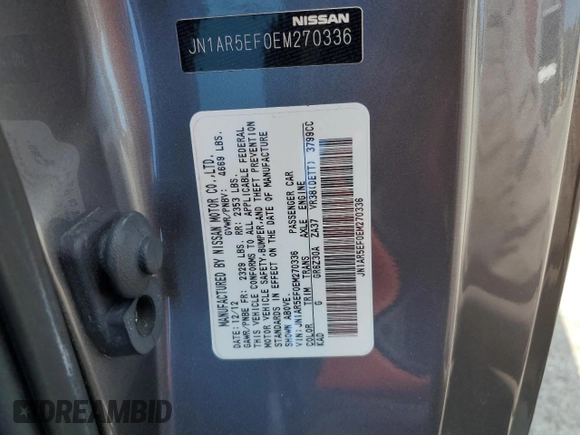 NISSAN
JN1AR5EF0EM270336
MANUFACTURED BY NISSAN MOTOR CO.,LTD.
DATE: 12/12 GVWR/PNBV: 4669 LBS.
GAWR/PNBE FR: 2329 LBS. RR: 2353 LBS.
THIS VEHICLE CONFORMS TO ALL APPLICABLE FEDERAL
MOTOR VEHICLE SAFETY,BUMPER,AND THEFT PREVENTION
STANDARDS IN EFFECT ON THE DATE OF MANUFACTURE
SHOWN ABOVE.
VIN:JN1AR5EF0EM270336 PASSENGER CAR
COLOR TRIM TRANS AXLE ENGINE
KAD G GR6Z30A ZA37 VR38(DETT) 3799CC
JN1AR5EF0EM270336
DREAMBID